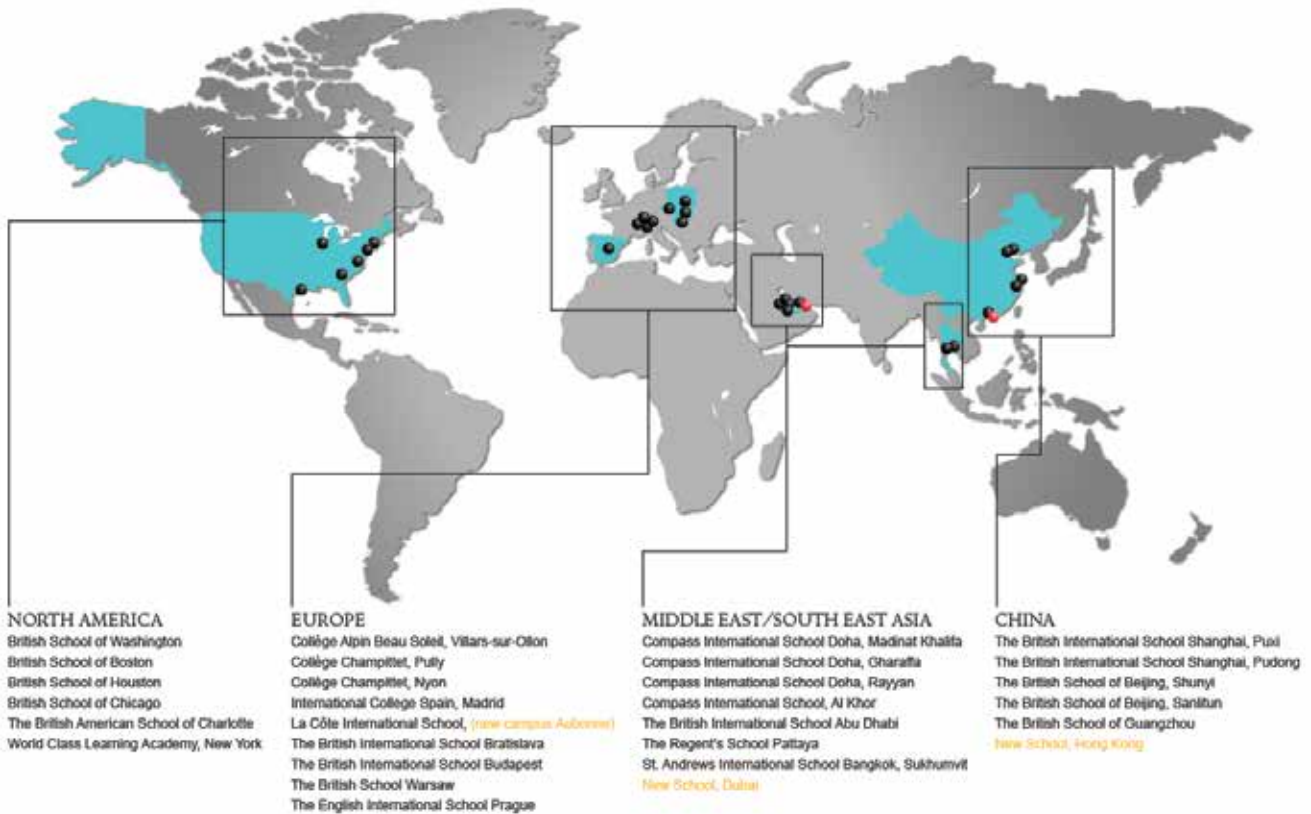 NORTH AMERICA
British School of Washington
British School of Boston
British School of Houston
British School of Chicago
The British American School of Charlotte
World Class Learning Academy, New York
EUROPE
Collège Alpin Beau Soleil, Villars-sur-Ollon
Collège Champittet, Pully
Collège Champittet, Nyon
International College Spain, Madrid
La Côte International School, (new campus Aubonne)
The British International School Bratislava
The British International School Budapest
The British School Warsaw
The English International School Prague
MIDDLE EAST/SOUTH EAST ASIA
Compass International School Doha, Madinat Khalifa
Compass International School Doha, Gharaffa
Compass International School Doha, Rayyan
Compass International School, Al Khor
The British International School Abu Dhabi
The Regent's School Pattaya
St. Andrews International School Bangkok, Sukhumvit
New School, Dubai
CHINA
The British International School Shanghai, Puxi
The British International School Shanghai, Pudong
The British School of Beijing, Shunyi
The British School of Beijing, Sanlitun
The British School of Guangzhou
New School, Hong Kong